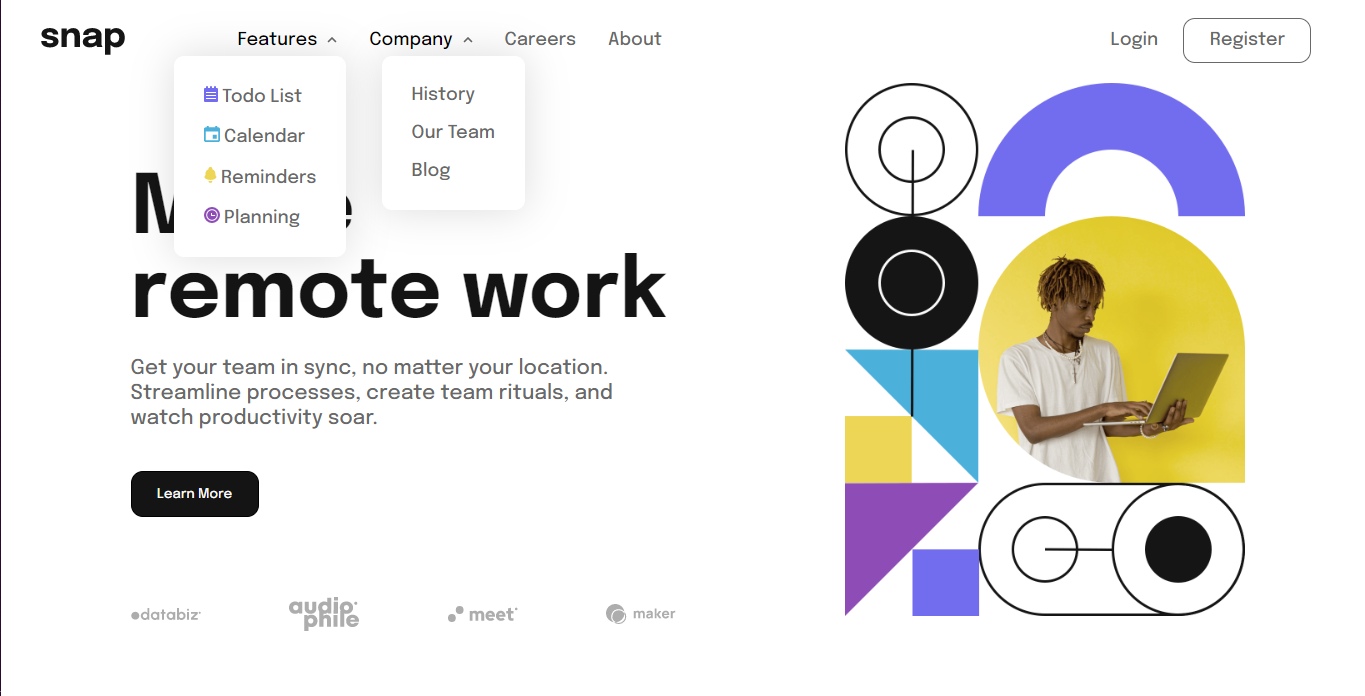 snap
Features
Company
Careers
About
Login
Register
Todo List
Calendar
Reminders
Planning
History
Our Team
Blog
remote work
Get your team in sync, no matter your location.
Streamline processes, create team rituals, and
watch productivity soar.
Learn More
databiz
audiophile
meet
maker